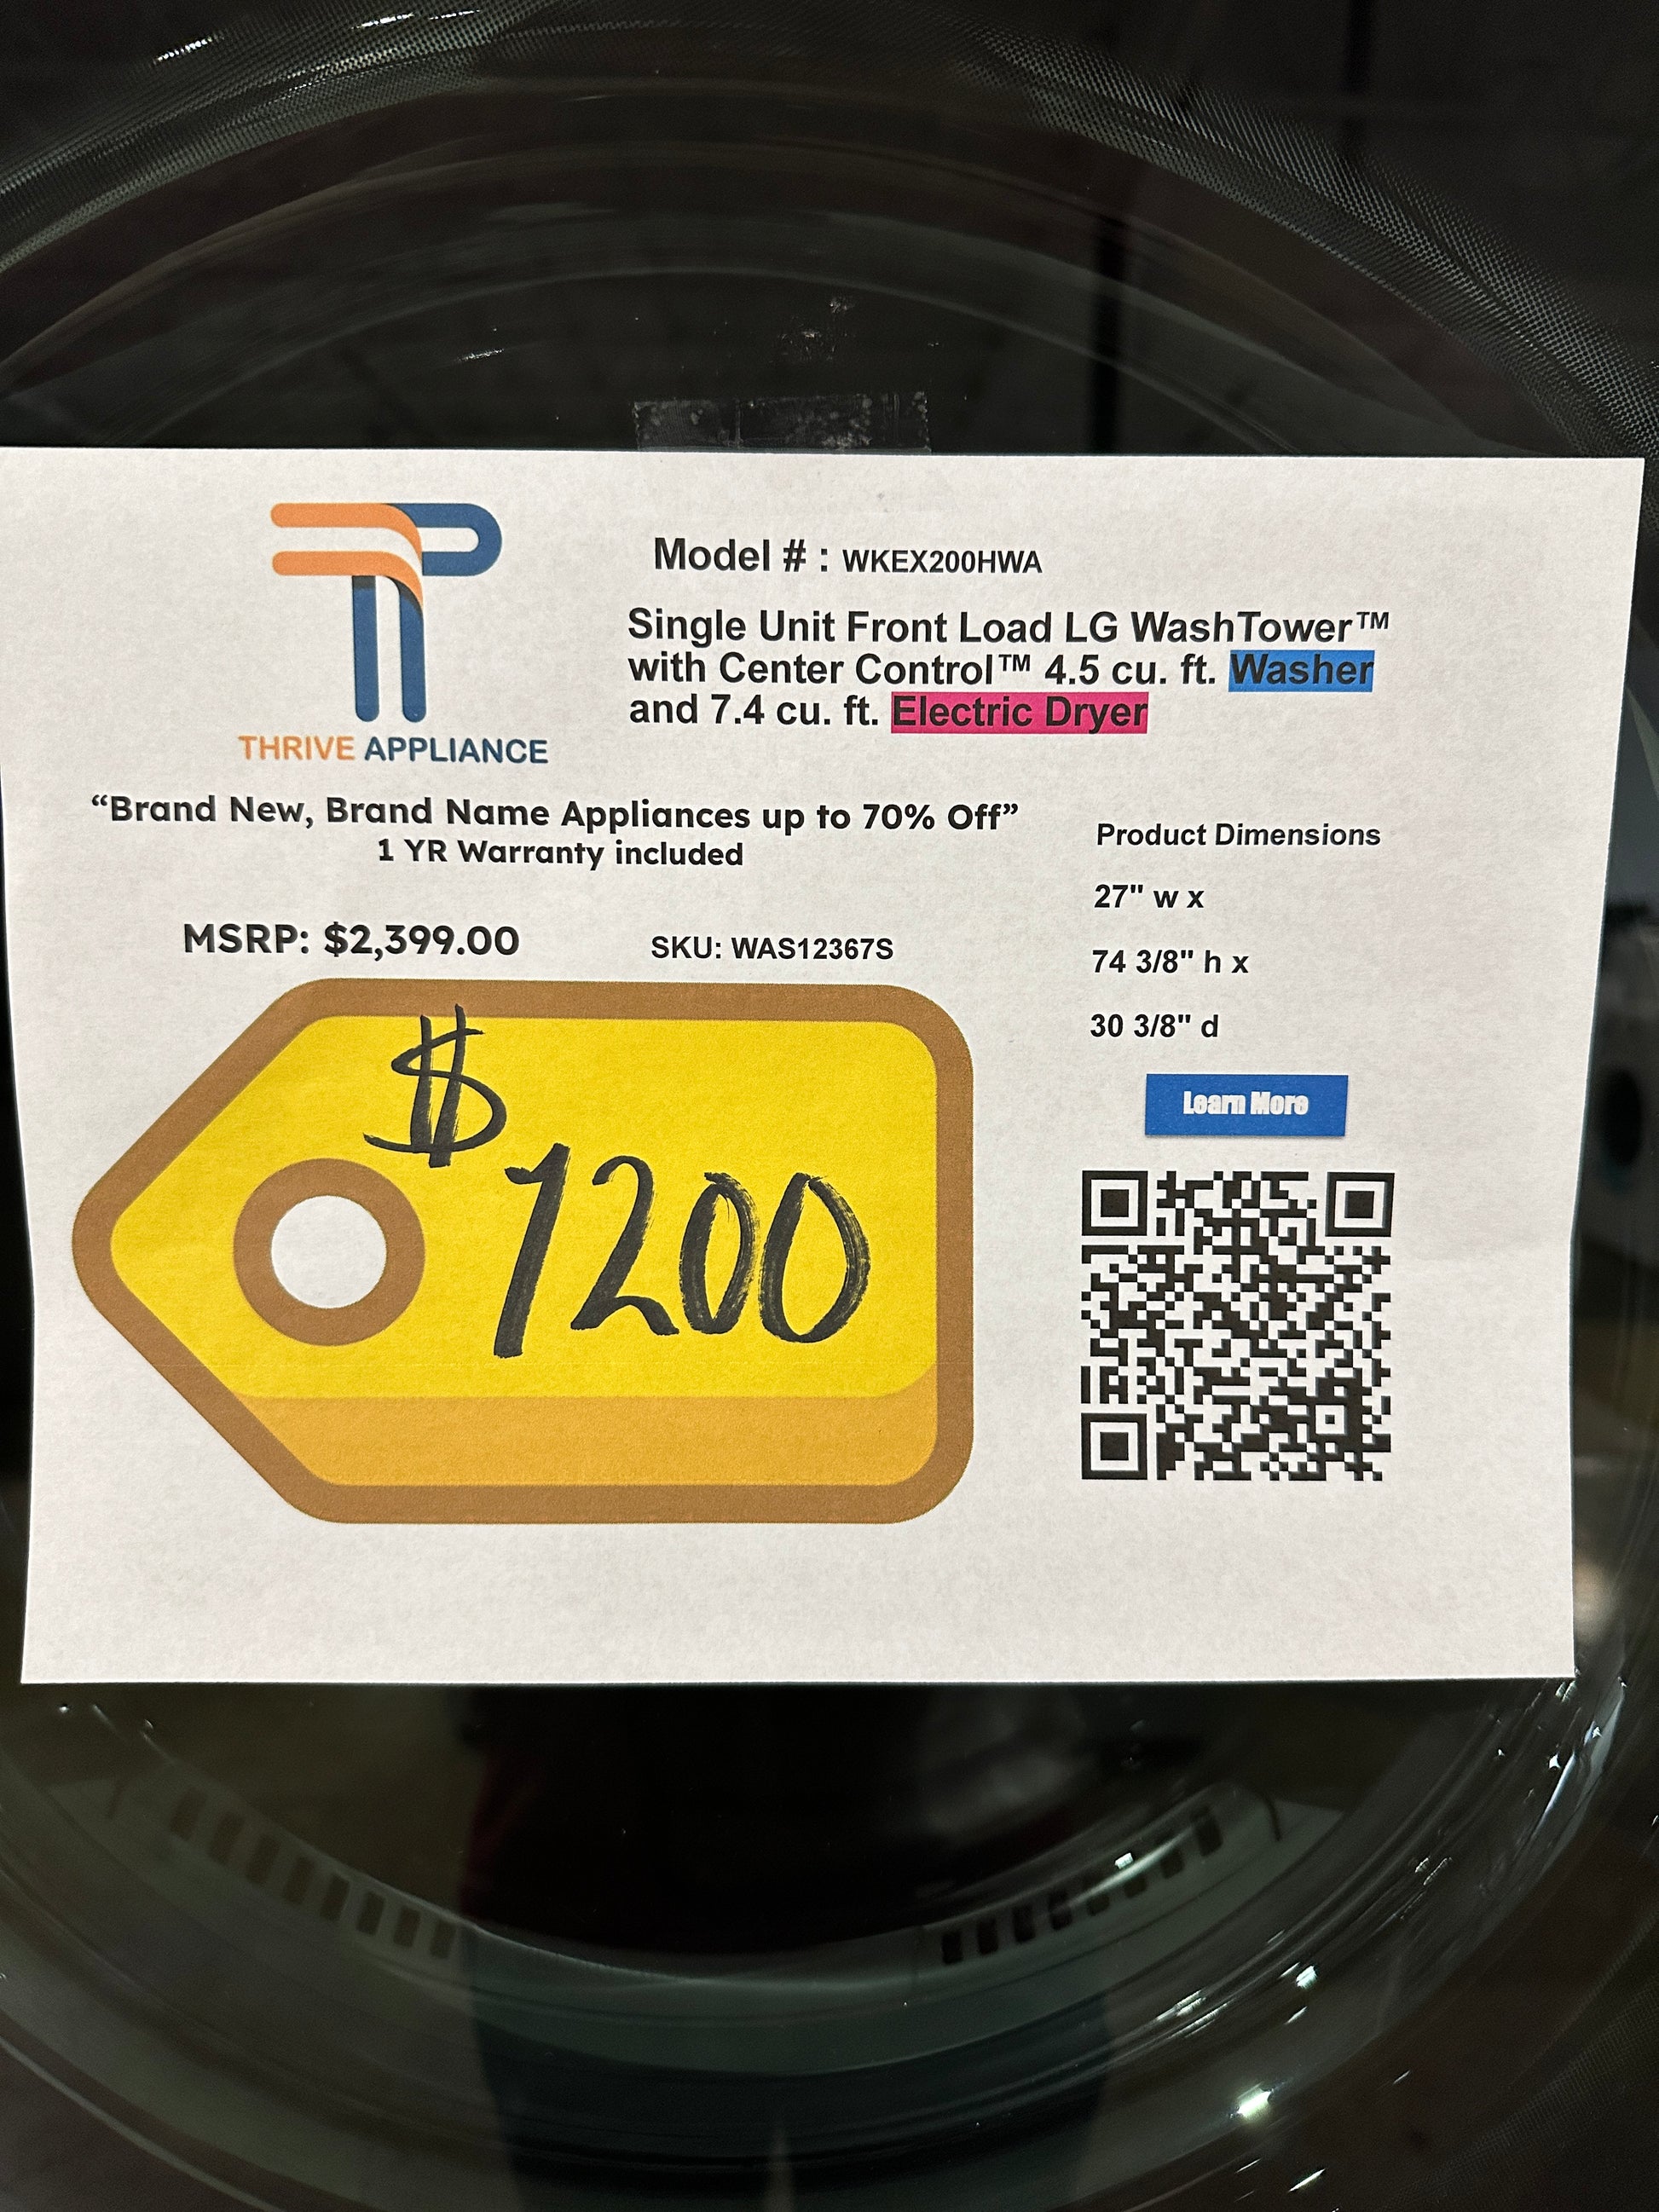 THRIVE APPLIANCE
Model # : WKEX200HWA
Single Unit Front Load LG WashTower™
with Center Control™ 4.5 cu. ft. Washer
and 7.4 cu. ft. Electric Dryer
“Brand New, Brand Name Appliances up to 70% Off”
1 YR Warranty included
MSRP: $2,399.00
SKU: WAS12367S
$1200
Product Dimensions
27" w x
74 3/8" h x
30 3/8" d
Learn More